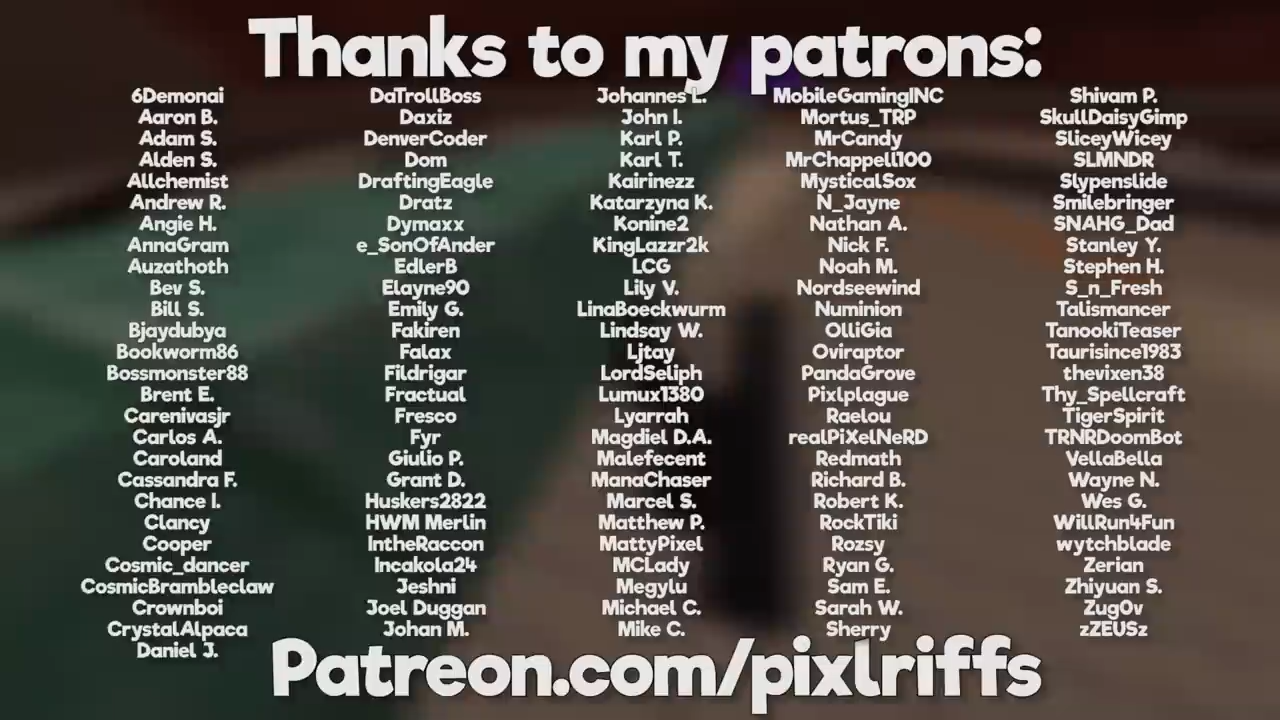 Thanks to my patrons:
6Demonai
Aaron B.
Adam S.
Alden S.
Allchemist
Andrew R.
Angie H.
AnnaGram
Auzathoth
Bev S.
Bill S.
Bjaydubya
Bookworm86
Bossmonster88
Brent E.
Carenivasjr
Carlos A.
Caroland
Cassandra F.
Chance I.
Clancy
Cooper
Cosmic_dancer
CosmicBrambleclaw
Crownboi
CrystalAlpaca
Daniel J.
DaTrollBoss
Daxiz
DenverCoder
Dom
DraftingEagle
Dratz
Dymaxx
e_SonOfAnder
EdlerB
Elayne90
Emily G.
Fakiren
Falax
Fildrigar
Fractual
Fresco
Fyr
Giulio P.
Grant D.
Huskers2822
HWM Merlin
IntheRaccon
Incakola24
Jeshni
Joel Duggan
Johan M.
Johannes L.
John I.
Karl P.
Karl T.
Kairinezz
Katarzyna K.
Konine2
KingLazzr2k
LCG
Lily V.
LinaBoeckwurm
Lindsay W.
Ljtay
LordSeliph
Lumux1380
Lyarrah
Magdiel D.A.
Malefecent
ManaChaser
Marcel S.
Matthew P.
MattyPixel
MCLady
Megylu
Michael C.
Mike C.
MobileGamingINC
Mortus_TRP
MrCandy
MrChappell100
MysticalSox
N_Jayne
Nathan A.
Nick F.
Noah M.
Nordseewind
Numinion
OlliGia
Oviraptor
PandaGrove
Pixlplague
Raelou
realPiXelNeRD
Redmath
Richard B.
Robert K.
RockTiki
Rozsy
Ryan G.
Sam E.
Sarah W.
Sherry
Shivam P.
SkullDaisyGimp
SliceyWicey
SLMNDR
Slypenslide
Smilebringer
SNAHG_Dad
Stanley Y.
Stephen H.
S_n_Fresh
Talismancer
TanookiTeaser
Taurisince1983
thevixen38
Thy_Spellcraft
TigerSpirit
TRNRDoomBot
VellaBella
Wayne N.
Wes G.
WillRun4Fun
wytchblade
Zerian
Zhiyuan S.
Zug0v
zZEUSz
Patreon.com/pixlriffs